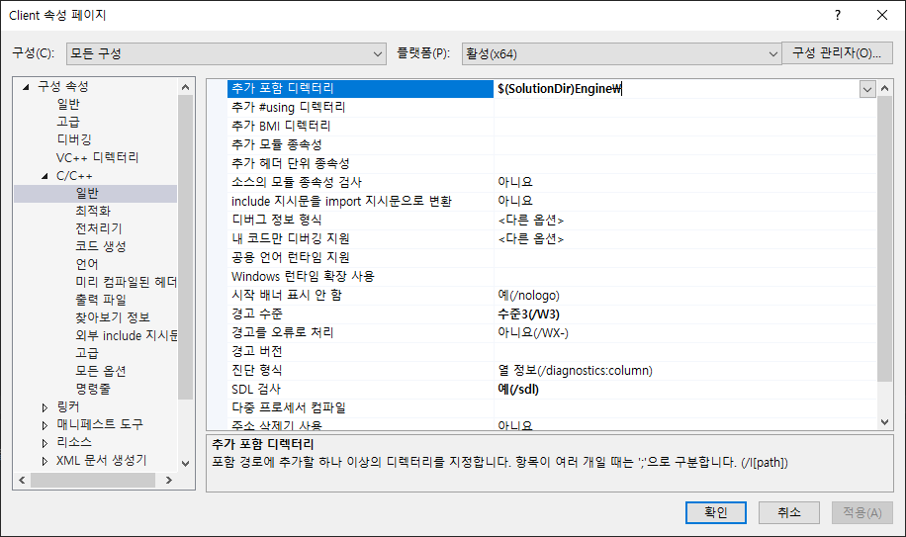 Client 속성 페이지
구성(C): 모든 구성 플랫폼(P): 활성(x64) 구성 관리자(O)...
구성 속성
일반
고급
디버깅
VC++ 디렉터리
C/C++
일반
최적화
전처리기
코드 생성
언어
미리 컴파일된 헤더
출력 파일
찾아보기 정보
외부 include 지시문
고급
모든 옵션
명령줄
링커
매니페스트 도구
리소스
XML 문서 생성기
추가 포함 디렉터리 $(SolutionDir)Engine₩
추가 #using 디렉터리
추가 BMI 디렉터리
추가 모듈 종속성
추가 헤더 단위 종속성
소스의 모듈 종속성 검사 아니요
include 지시문을 import 지시문으로 변환 아니요
디버그 정보 형식 <다른 옵션>
내 코드만 디버깅 지원 <다른 옵션>
공용 언어 런타임 지원
Windows 런타임 확장 사용
시작 배너 표시 안 함 예(/nologo)
경고 수준 수준3(/W3)
경고를 오류로 처리 아니요(/WX-)
경고 버전
진단 형식 열 정보(/diagnostics:column)
SDL 검사 예(/sdl)
다중 프로세서 컴파일
주소 삭제기 사용 아니요
추가 포함 디렉터리
포함 경로에 추가할 하나 이상의 디렉터리를 지정합니다. 항목이 여러 개일 때는 ';'으로 구분합니다. (/I[path])
확인 취소 적용(A)